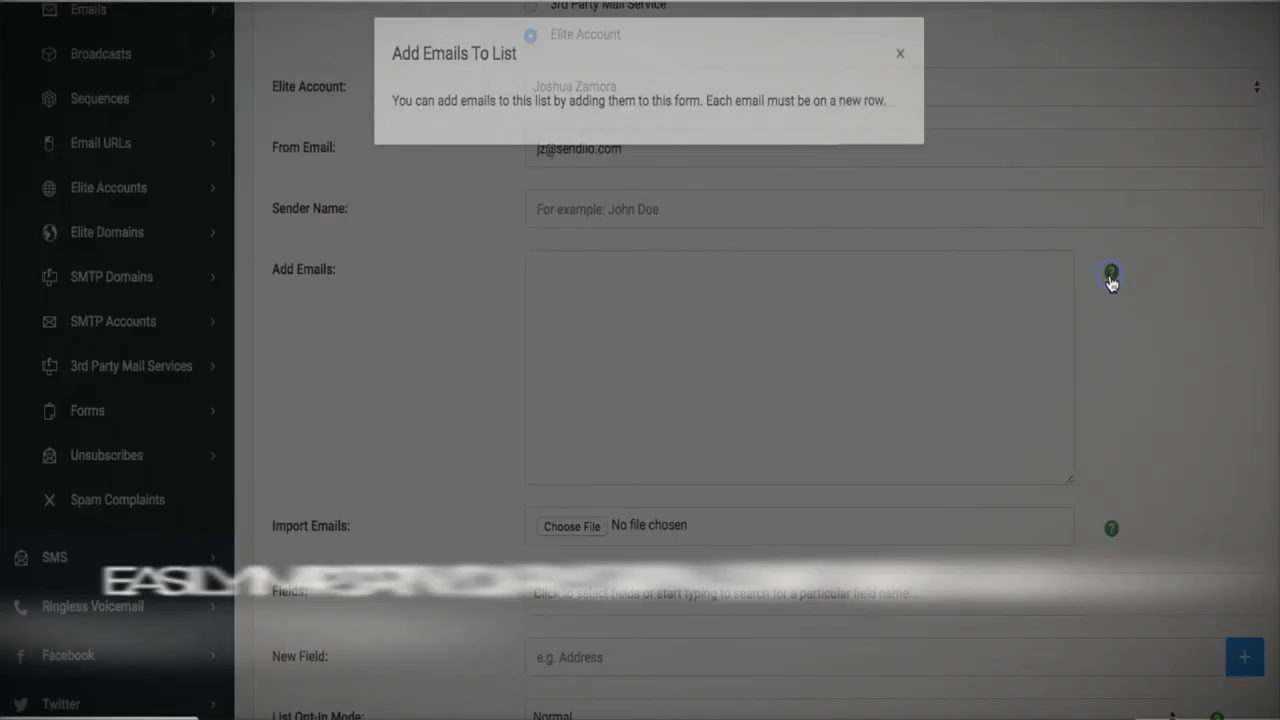 Emails
Broadcasts
Sequences
Email URLs
Elite Accounts
Elite Domains
SMTP Domains
SMTP Accounts
3rd Party Mail Services
Forms
Unsubscribes
Spam Complaints
SMS
Ringless Voicemail
Facebook
Twitter
3rd Party Mail Service
Elite Account
Add Emails To List
×
You can add emails to this list by adding them to this form. Each email must be on a new row.
Elite Account:
Joshua Zamora
From Email:
jz@sendiio.com
Sender Name:
For example: John Doe
Add Emails:
?
Import Emails:
Choose File No file chosen
?
EASILY
Fields:
Click to select fields or start typing to search for a particular field name...
New Field:
e.g. Address
+
List Opt-In Mode:
Normal